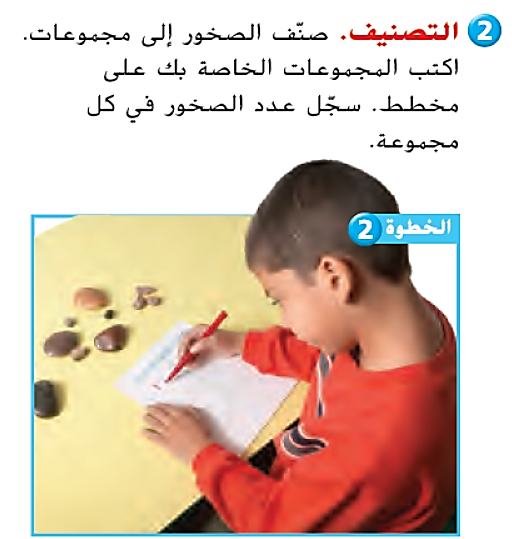 2 التصنيف. صنّف الصخور إلى مجموعات.
اكتب المجموعات الخاصة بك على
مخطط. سجّل عدد الصخور في كل
مجموعة.
الخطوة 2